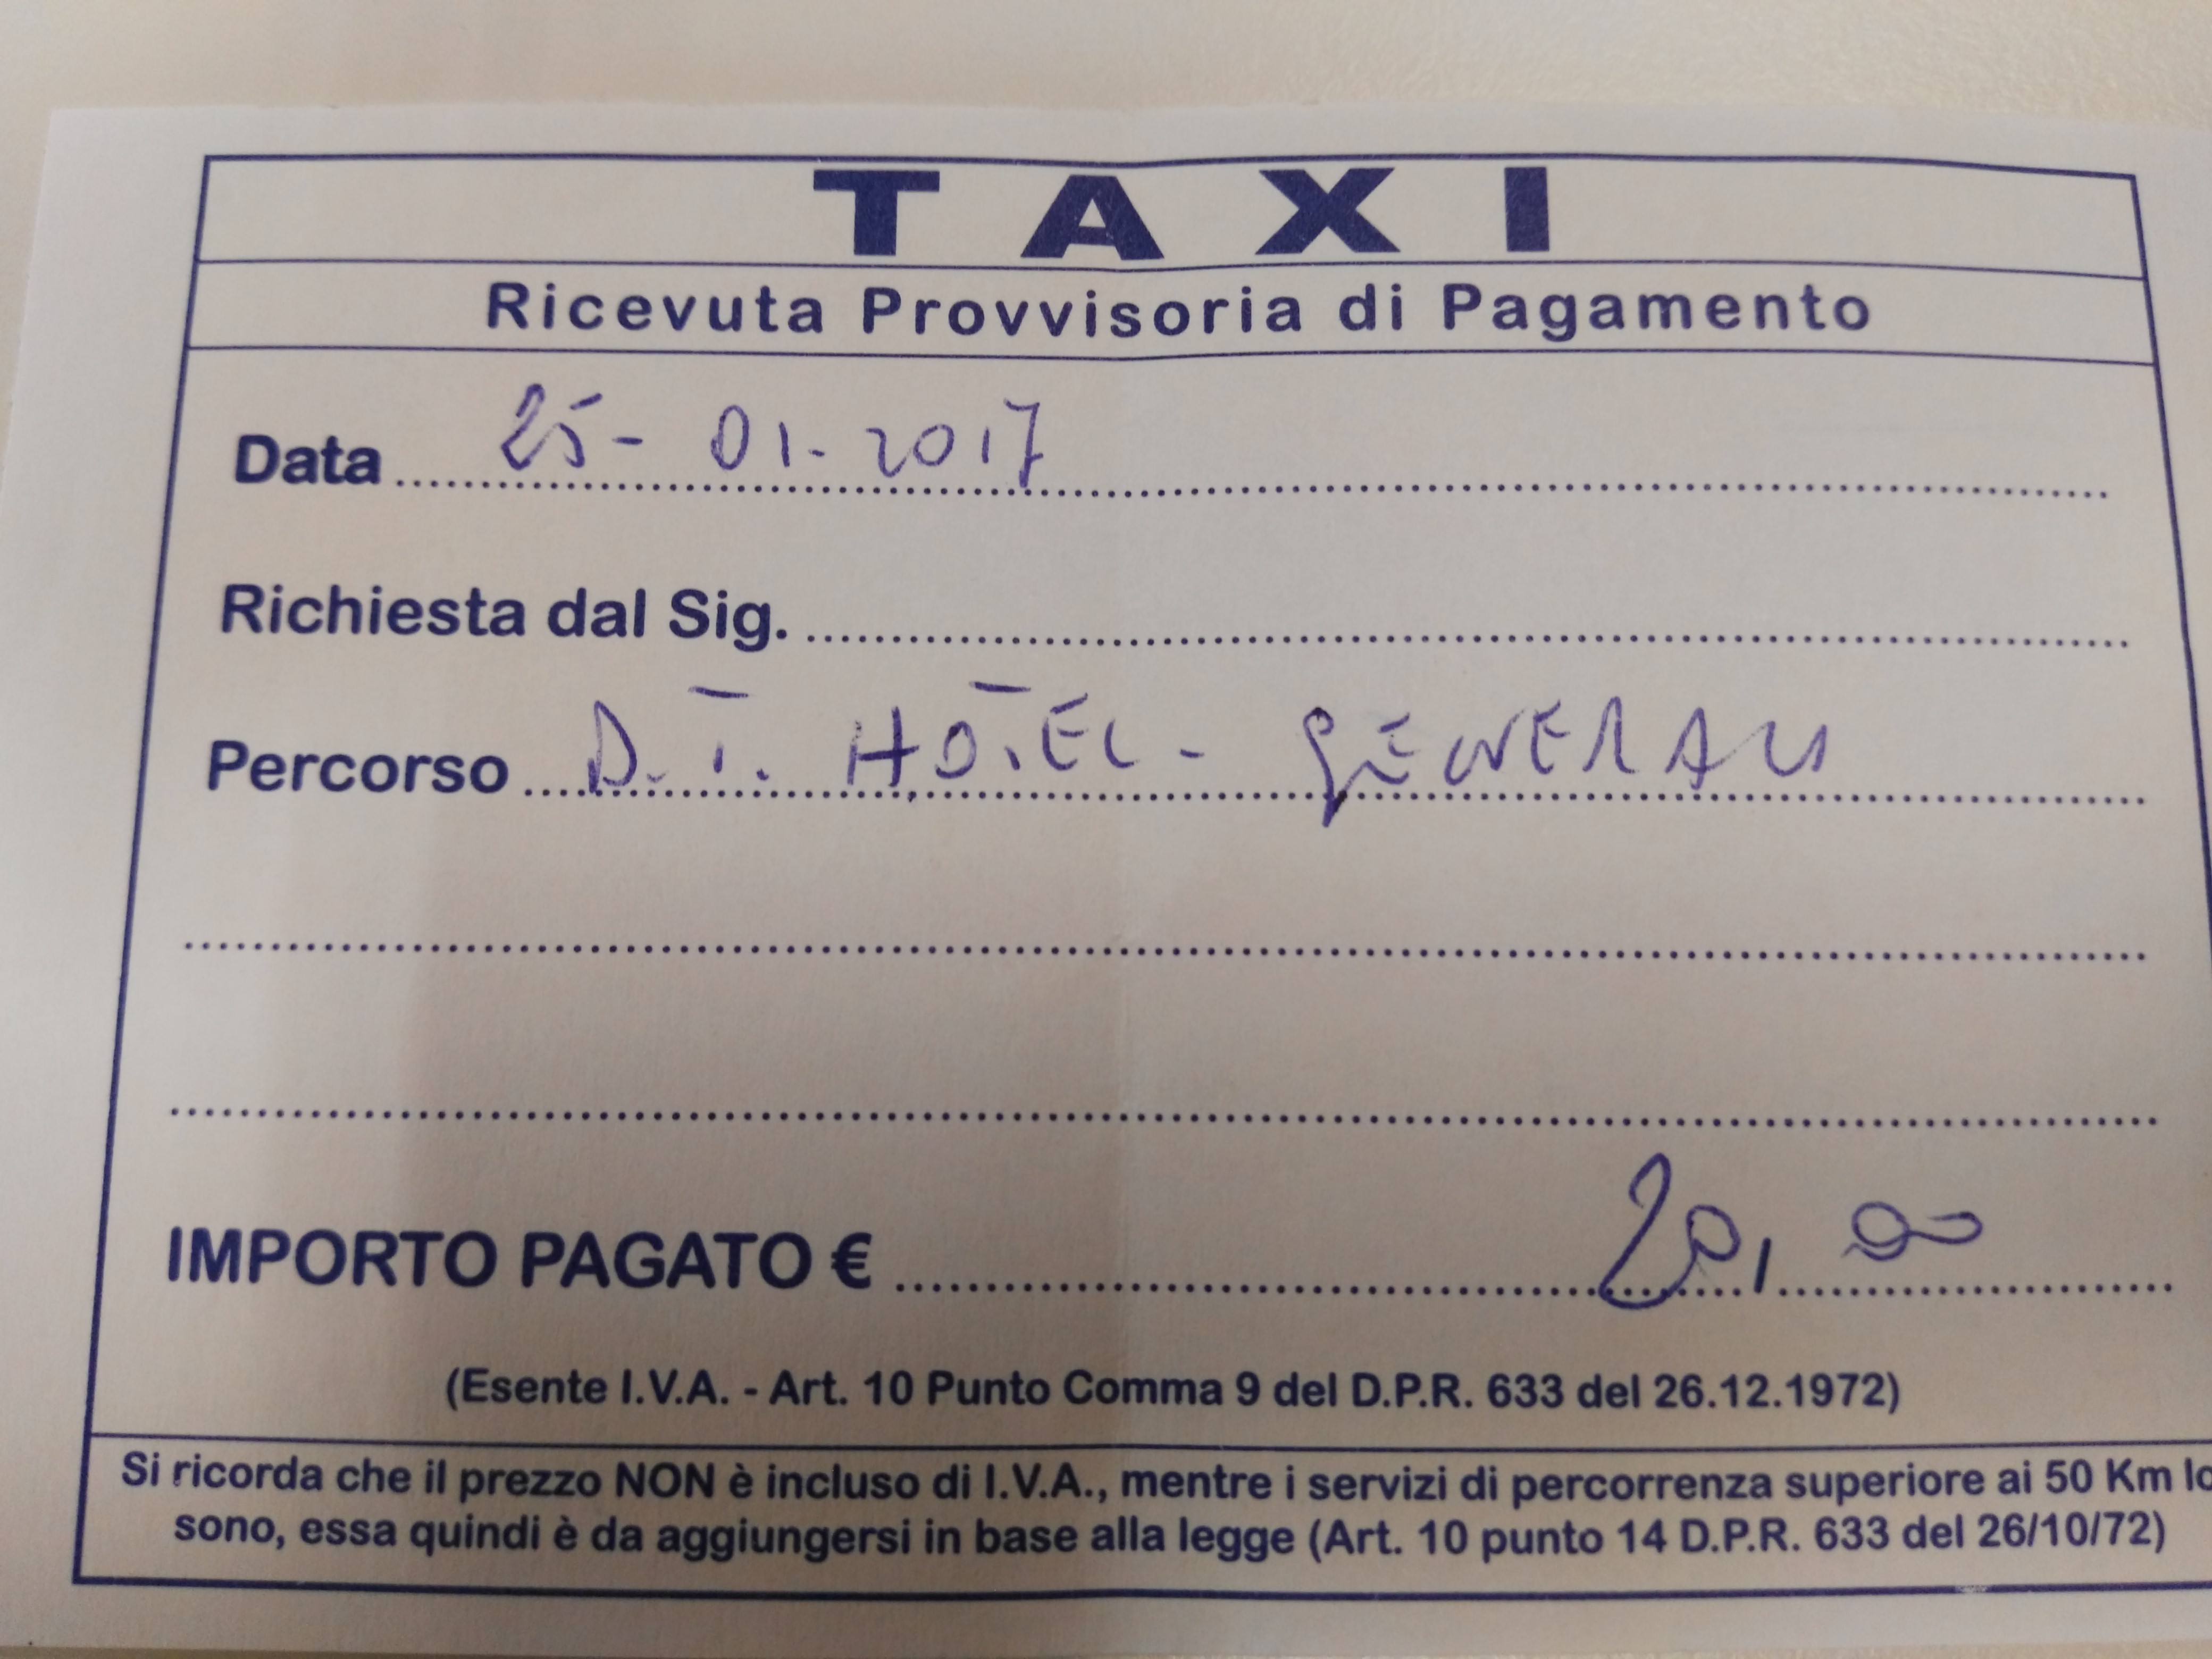 TAXI
Ricevuta Provvisoria di Pagamento
Data 25-01-2017
Richiesta dal Sig.
Percorso D.T. HOTEL - GENERALI
IMPORTO PAGATO € 20,00
(Esente I.V.A. - Art. 10 Punto Comma 9 del D.P.R. 633 del 26.12.1972)
Si ricorda che il prezzo NON è incluso di I.V.A., mentre i servizi di percorrenza superiore ai 50 Km lo
sono, essa quindi è da aggiungersi in base alla legge (Art. 10 punto 14 D.P.R. 633 del 26/10/72)